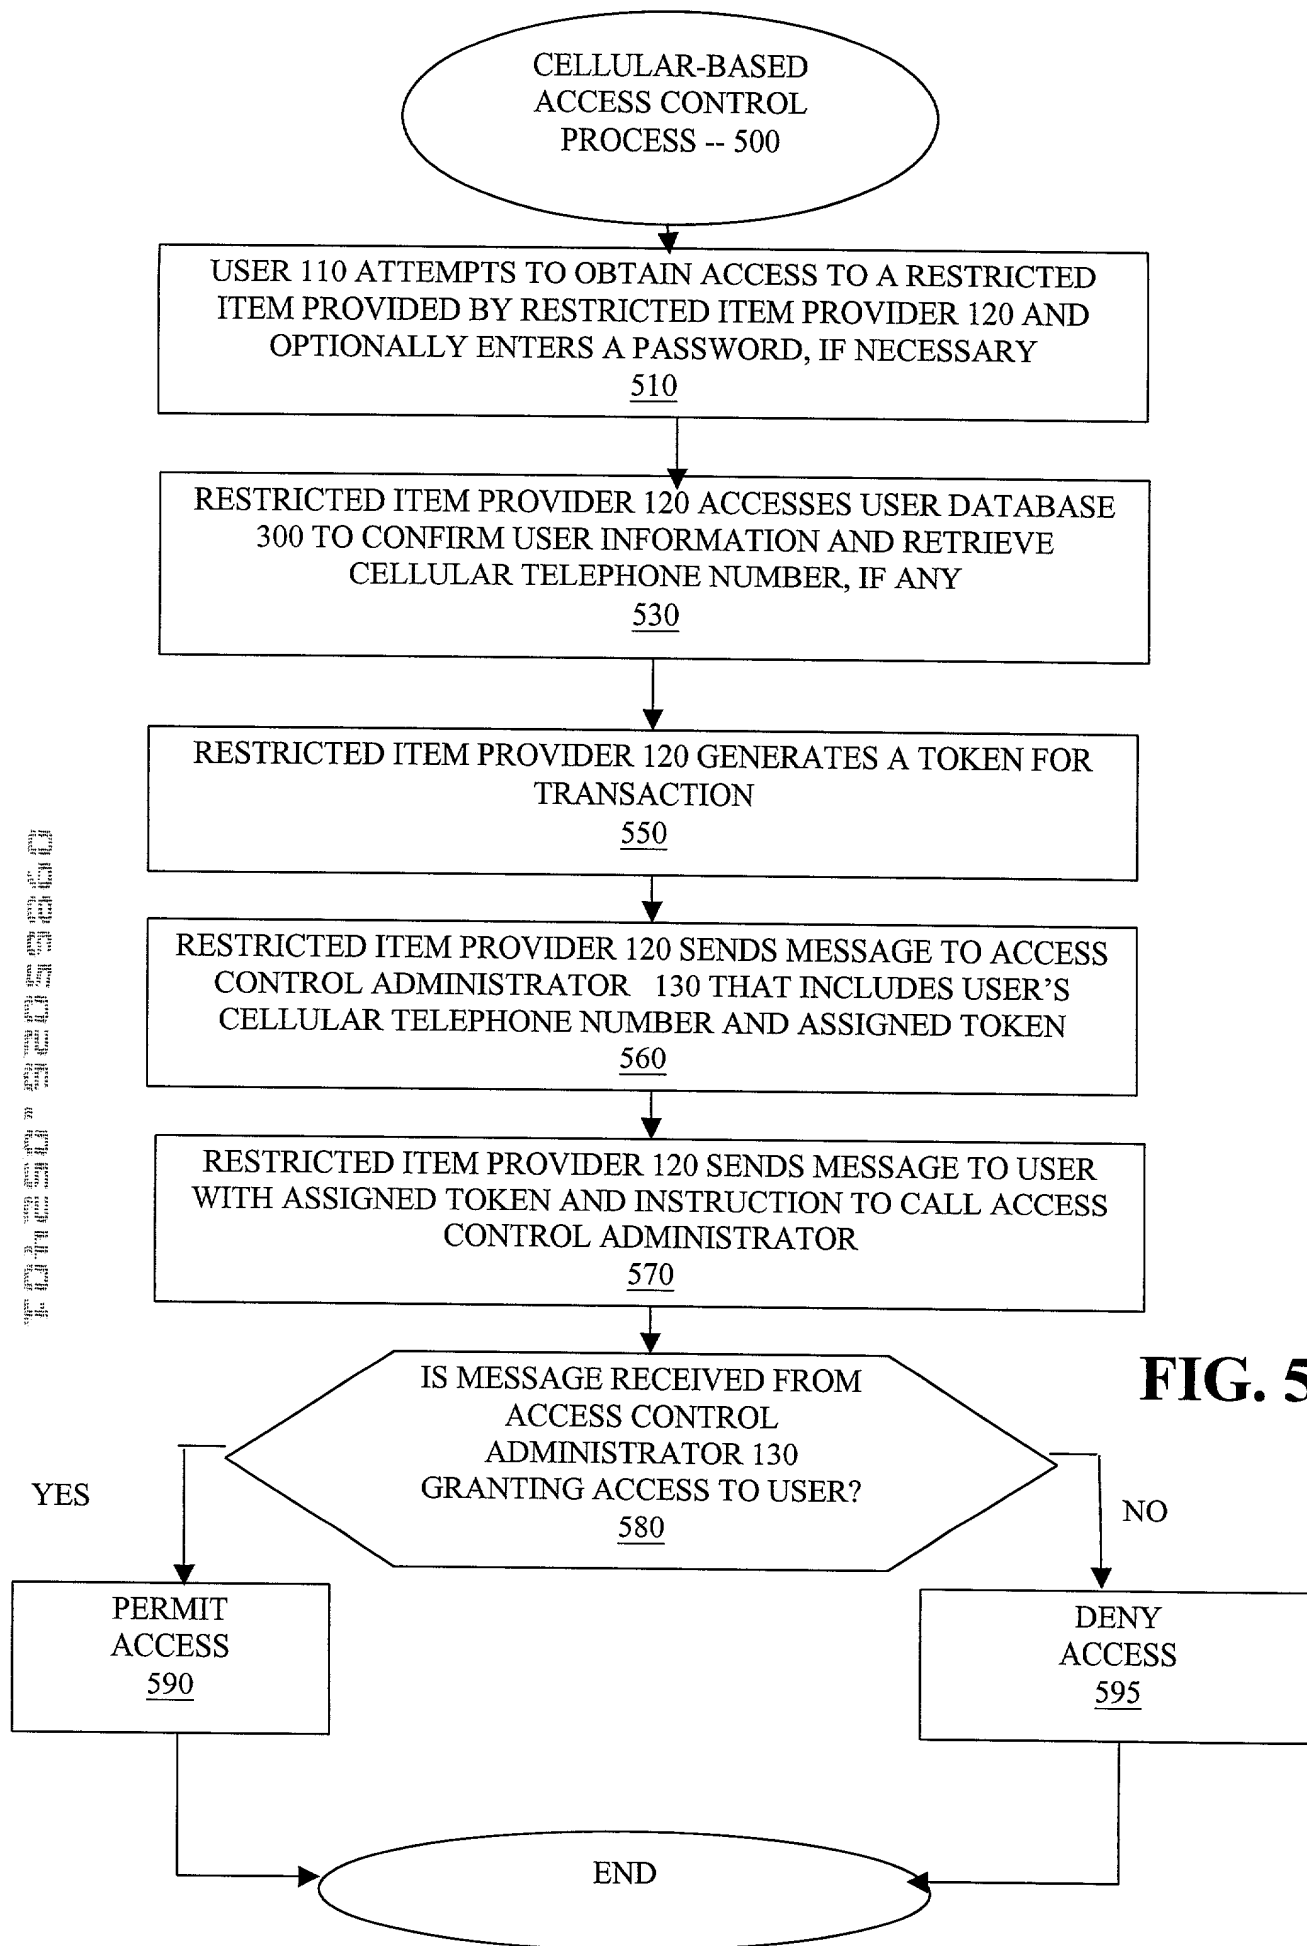 CELLULAR-BASED
ACCESS CONTROL
PROCESS -- 500
USER 110 ATTEMPTS TO OBTAIN ACCESS TO A RESTRICTED
ITEM PROVIDED BY RESTRICTED ITEM PROVIDER 120 AND
OPTIONALLY ENTERS A PASSWORD, IF NECESSARY
510
RESTRICTED ITEM PROVIDER 120 ACCESSES USER DATABASE
300 TO CONFIRM USER INFORMATION AND RETRIEVE
CELLULAR TELEPHONE NUMBER, IF ANY
530
RESTRICTED ITEM PROVIDER 120 GENERATES A TOKEN FOR
TRANSACTION
550
RESTRICTED ITEM PROVIDER 120 SENDS MESSAGE TO ACCESS
CONTROL ADMINISTRATOR 130 THAT INCLUDES USER'S
CELLULAR TELEPHONE NUMBER AND ASSIGNED TOKEN
560
RESTRICTED ITEM PROVIDER 120 SENDS MESSAGE TO USER
WITH ASSIGNED TOKEN AND INSTRUCTION TO CALL ACCESS
CONTROL ADMINISTRATOR
570
IS MESSAGE RECEIVED FROM
ACCESS CONTROL
ADMINISTRATOR 130
GRANTING ACCESS TO USER?
580
FIG. 5
YES
NO
PERMIT
ACCESS
590
DENY
ACCESS
595
END